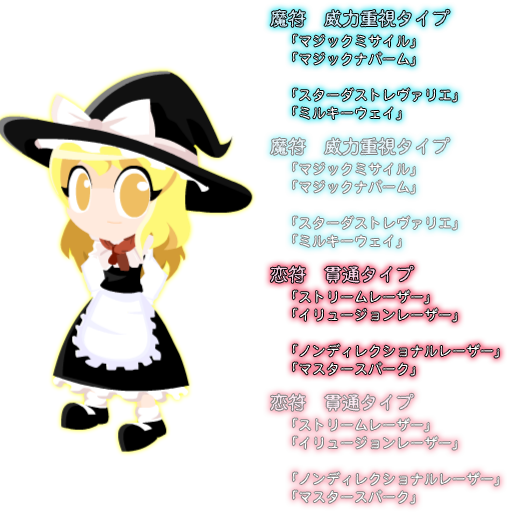 魔符　威力重視タイプ
「マジックミサイル」
「マジックナパーム」
「スターダストレヴァリエ」
「ミルキーウェイ」
魔符　威力重視タイプ
「マジックミサイル」
「マジックナパーム」
「スターダストレヴァリエ」
「ミルキーウェイ」
恋符　貫通タイプ
「ストリームレーザー」
「イリュージョンレーザー」
「ノンディレクショナルレーザー」
「マスタースパーク」
恋符　貫通タイプ
「ストリームレーザー」
「イリュージョンレーザー」
「ノンディレクショナルレーザー」
「マスタースパーク」